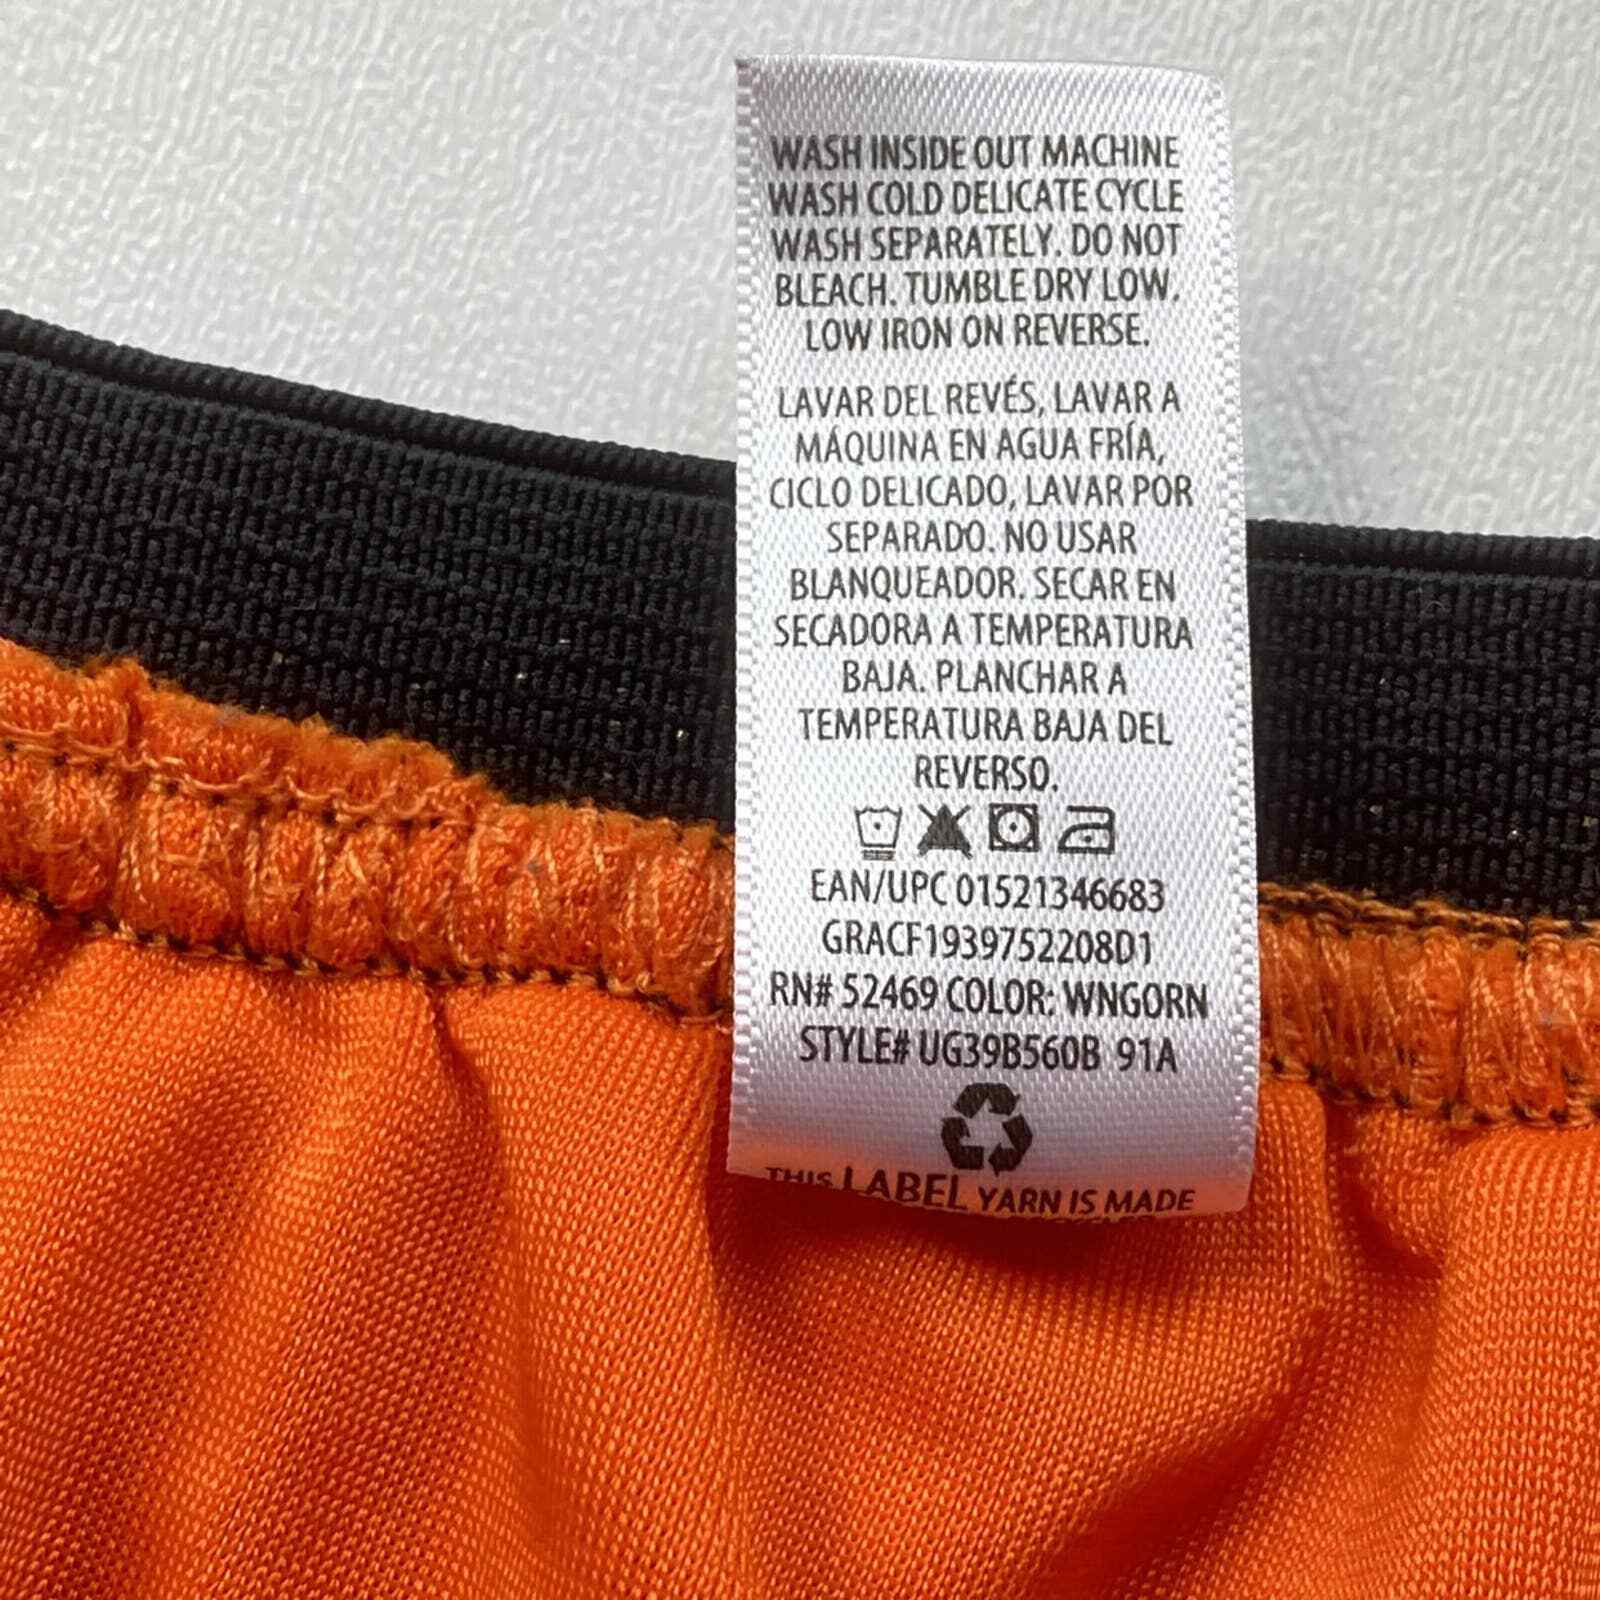 WASH INSIDE OUT MACHINE
WASH COLD DELICATE CYCLE
WASH SEPARATELY. DO NOT
BLEACH. TUMBLE DRY LOW.
LOW IRON ON REVERSE.
LAVAR DEL REVÉS, LAVAR A
MÁQUINA EN AGUA FRÍA,
CICLO DELICADO, LAVAR POR
SEPARADO. NO USAR
BLANQUEADOR. SECAR EN
SECADORA A TEMPERATURA
BAJA. PLANCHAR A
TEMPERATURA BAJA DEL
REVERSO.
EAN/UPC 01521346683
GRACF1939752208D1
RN# 52469 COLOR: WNGORN
STYLE# UG39B560B 91A
THIS LABEL YARN IS MADE